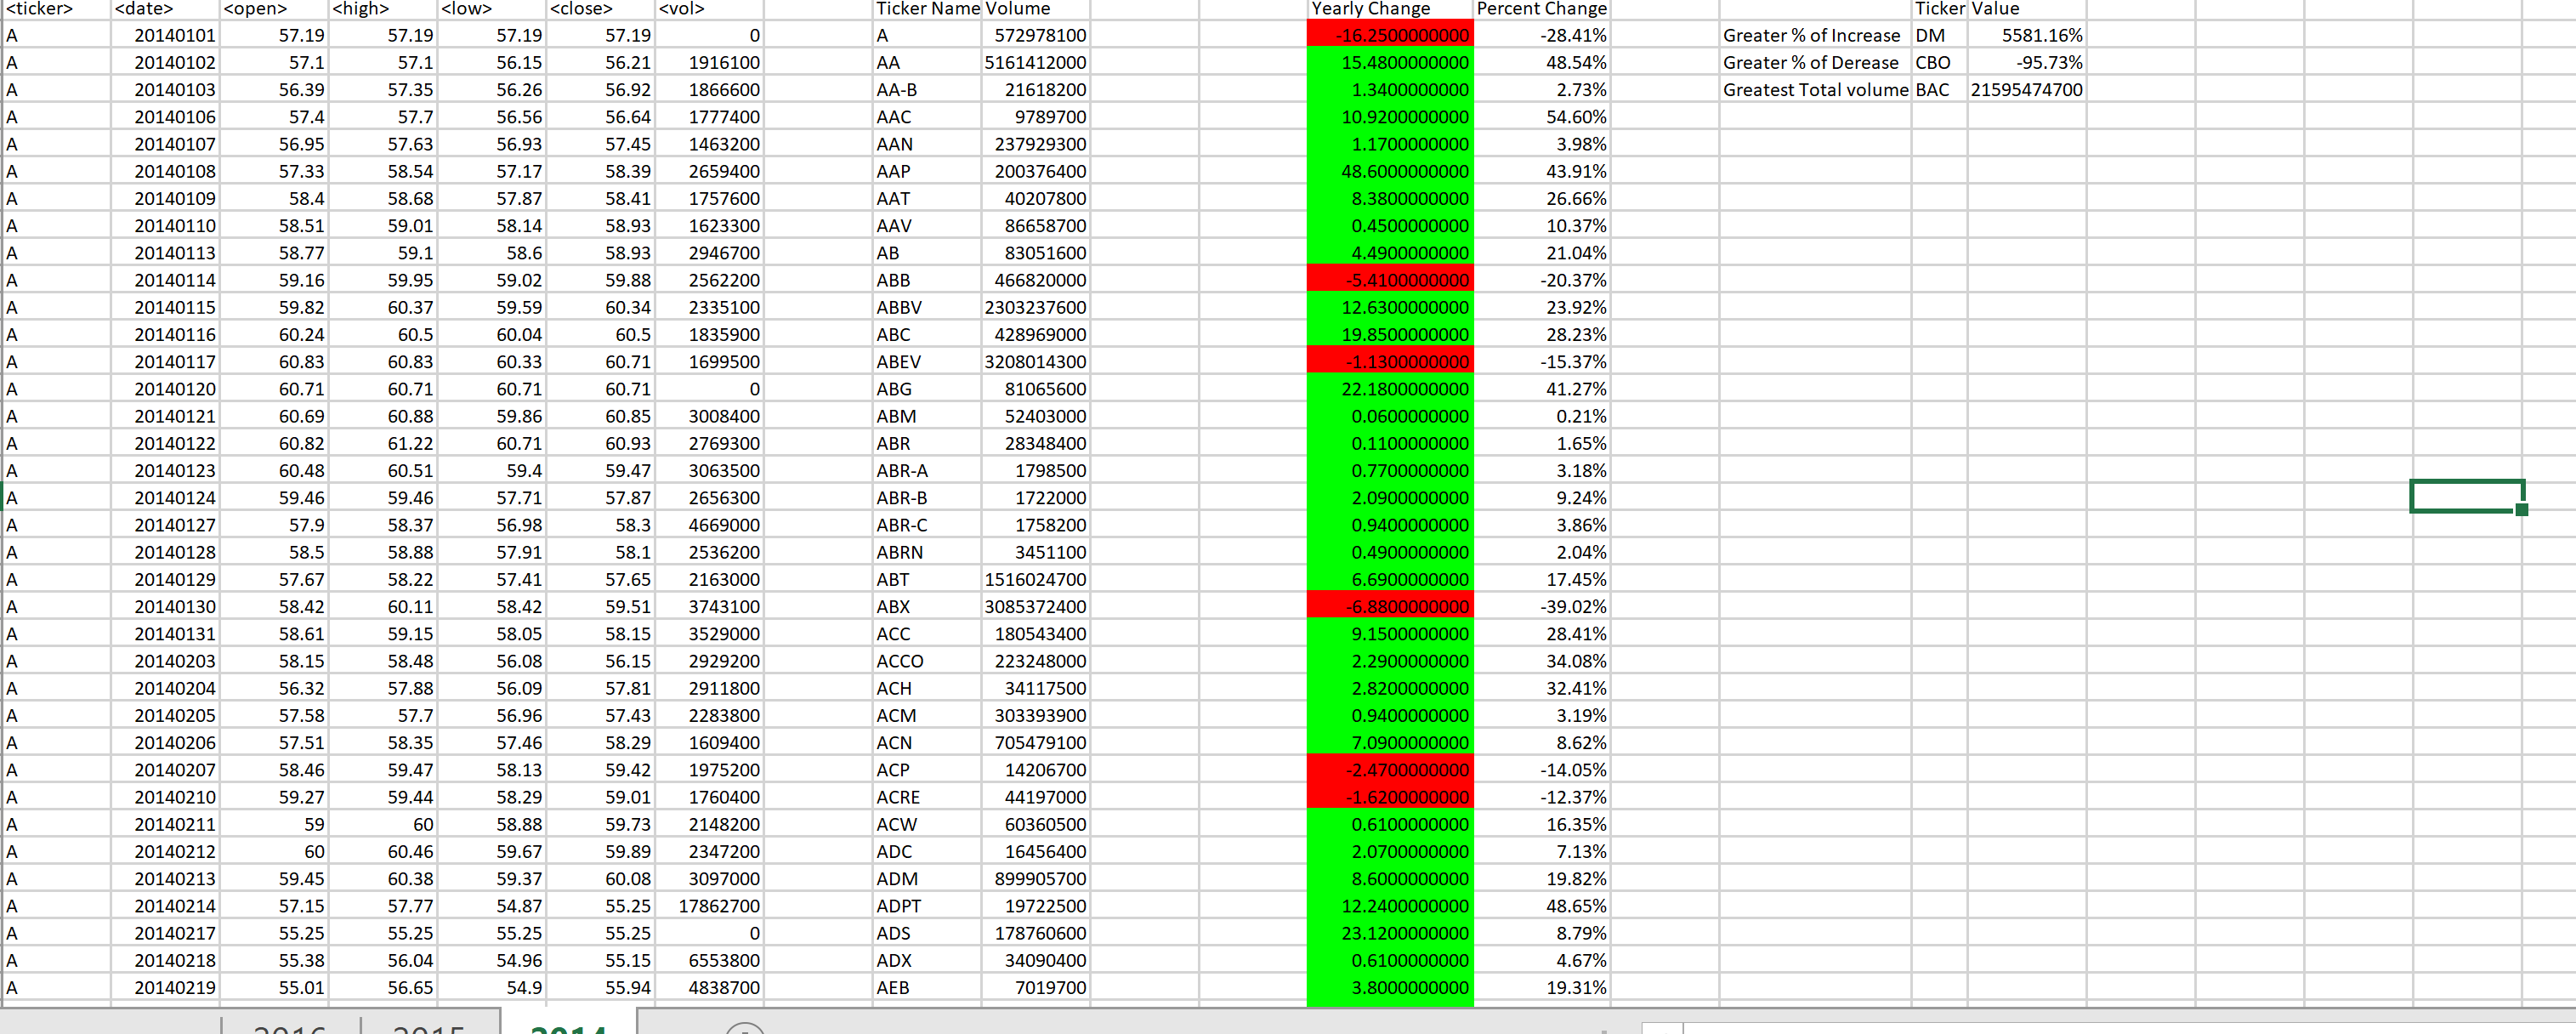 <ticker> <date> <open> <high> <low> <close> <vol> Ticker Name Volume Yearly Change Percent Change Ticker Value
A 20140101 57.19 57.19 57.19 57.19 0 A 572978100 -16.2500000000 -28.41% Greater % of Increase DM 5581.16%
A 20140102 57.1 57.1 56.15 56.21 1916100 AA 5161412000 15.4800000000 48.54% Greater % of Derease CBO -95.73%
A 20140103 56.39 57.35 56.26 56.92 1866600 AA-B 21618200 1.3400000000 2.73% Greatest Total volume BAC 21595474700
A 20140106 57.4 57.7 56.56 56.64 1777400 AAC 9789700 10.9200000000 54.60%
A 20140107 56.95 57.63 56.93 57.45 1463200 AAN 237929300 1.1700000000 3.98%
A 20140108 57.33 58.54 57.17 58.39 2659400 AAP 200376400 48.6000000000 43.91%
A 20140109 58.4 58.68 57.87 58.41 1757600 AAT 40207800 8.3800000000 26.66%
A 20140110 58.51 59.01 58.14 58.93 1623300 AAV 86658700 0.4500000000 10.37%
A 20140113 58.77 59.1 58.6 58.93 2946700 AB 83051600 4.4900000000 21.04%
A 20140114 59.16 59.95 59.02 59.88 2562200 ABB 466820000 -5.4100000000 -20.37%
A 20140115 59.82 60.37 59.59 60.34 2335100 ABBV 2303237600 12.6300000000 23.92%
A 20140116 60.24 60.5 60.04 60.5 1835900 ABC 428969000 19.8500000000 28.23%
A 20140117 60.83 60.83 60.33 60.71 1699500 ABEV 3208014300 -1.1300000000 -15.37%
A 20140120 60.71 60.71 60.71 60.71 0 ABG 81065600 22.1800000000 41.27%
A 20140121 60.69 60.88 59.86 60.85 3008400 ABM 52403000 0.0600000000 0.21%
A 20140122 60.82 61.22 60.71 60.93 2769300 ABR 28348400 0.1100000000 1.65%
A 20140123 60.48 60.51 59.4 59.47 3063500 ABR-A 1798500 0.7700000000 3.18%
A 20140124 59.46 59.46 57.71 57.87 2656300 ABR-B 1722000 2.0900000000 9.24%
A 20140127 57.9 58.37 56.98 58.3 4669000 ABR-C 1758200 0.9400000000 3.86%
A 20140128 58.5 58.88 57.91 58.1 2536200 ABRN 3451100 0.4900000000 2.04%
A 20140129 57.67 58.22 57.41 57.65 2163000 ABT 1516024700 6.6900000000 17.45%
A 20140130 58.42 60.11 58.42 59.51 3743100 ABX 3085372400 -6.8800000000 -39.02%
A 20140131 58.61 59.15 58.05 58.15 3529000 ACC 180543400 9.1500000000 28.41%
A 20140203 58.15 58.48 56.08 56.15 2929200 ACCO 223248000 2.2900000000 34.08%
A 20140204 56.32 57.88 56.09 57.81 2911800 ACH 34117500 2.8200000000 32.41%
A 20140205 57.58 57.7 56.96 57.43 2283800 ACM 303393900 0.9400000000 3.19%
A 20140206 57.51 58.35 57.46 58.29 1609400 ACN 705479100 7.0900000000 8.62%
A 20140207 58.46 59.47 58.13 59.42 1975200 ACP 14206700 -2.4700000000 -14.05%
A 20140210 59.27 59.44 58.29 59.01 1760400 ACRE 44197000 -1.6200000000 -12.37%
A 20140211 59 60 58.88 59.73 2148200 ACW 60360500 0.6100000000 16.35%
A 20140212 60 60.46 59.67 59.89 2347200 ADC 16456400 2.0700000000 7.13%
A 20140213 59.45 60.38 59.37 60.08 3097000 ADM 899905700 8.6000000000 19.82%
A 20140214 57.15 57.77 54.87 55.25 17862700 ADPT 19722500 12.2400000000 48.65%
A 20140217 55.25 55.25 55.25 55.25 0 ADS 178760600 23.1200000000 8.79%
A 20140218 55.38 56.04 54.96 55.15 6553800 ADX 34090400 0.6100000000 4.67%
A 20140219 55.01 56.65 54.9 55.94 4838700 AEB 7019700 3.8000000000 19.31%
2016 2015 2014